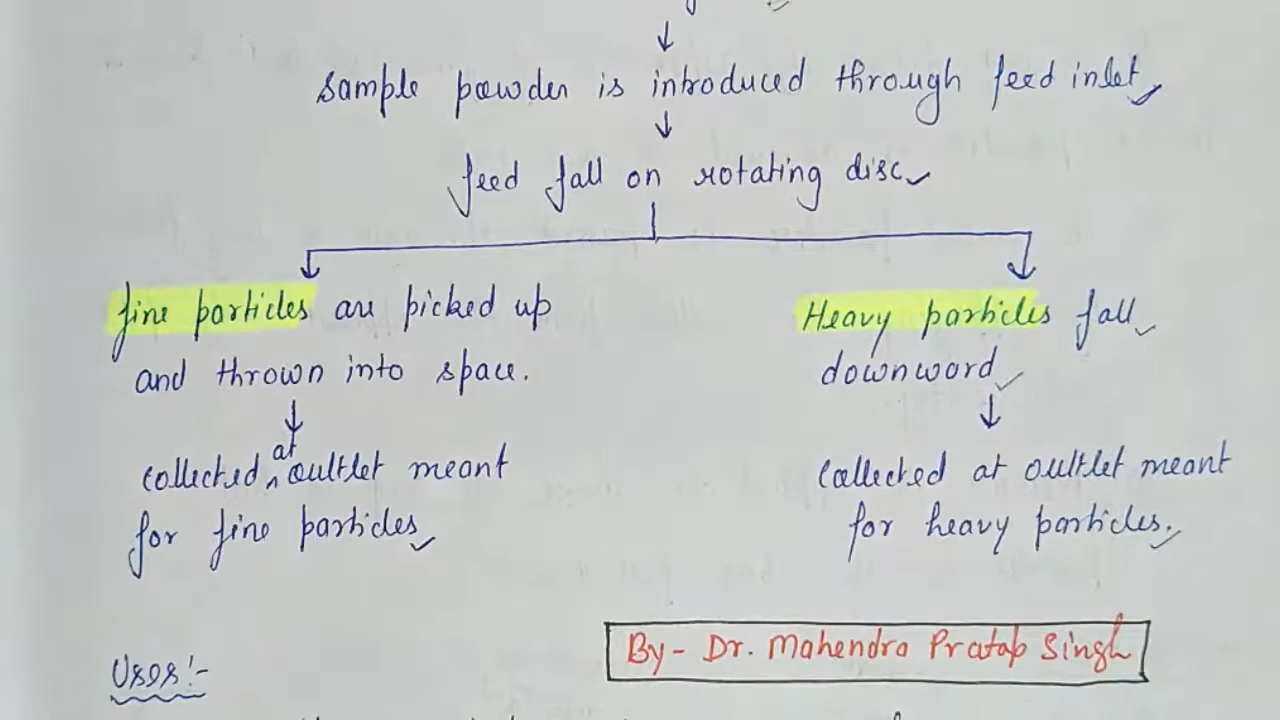 Sample powder is introduced through feed inlet
feed fall on rotating disc
fine particles are picked up
and thrown into space.
collected at oultlet meant
for fine particles
Heavy particles fall
downword
Collected at oultlet meant
for heavy particles.
By - Dr. Mahendra Pratap Singh
Uses:-